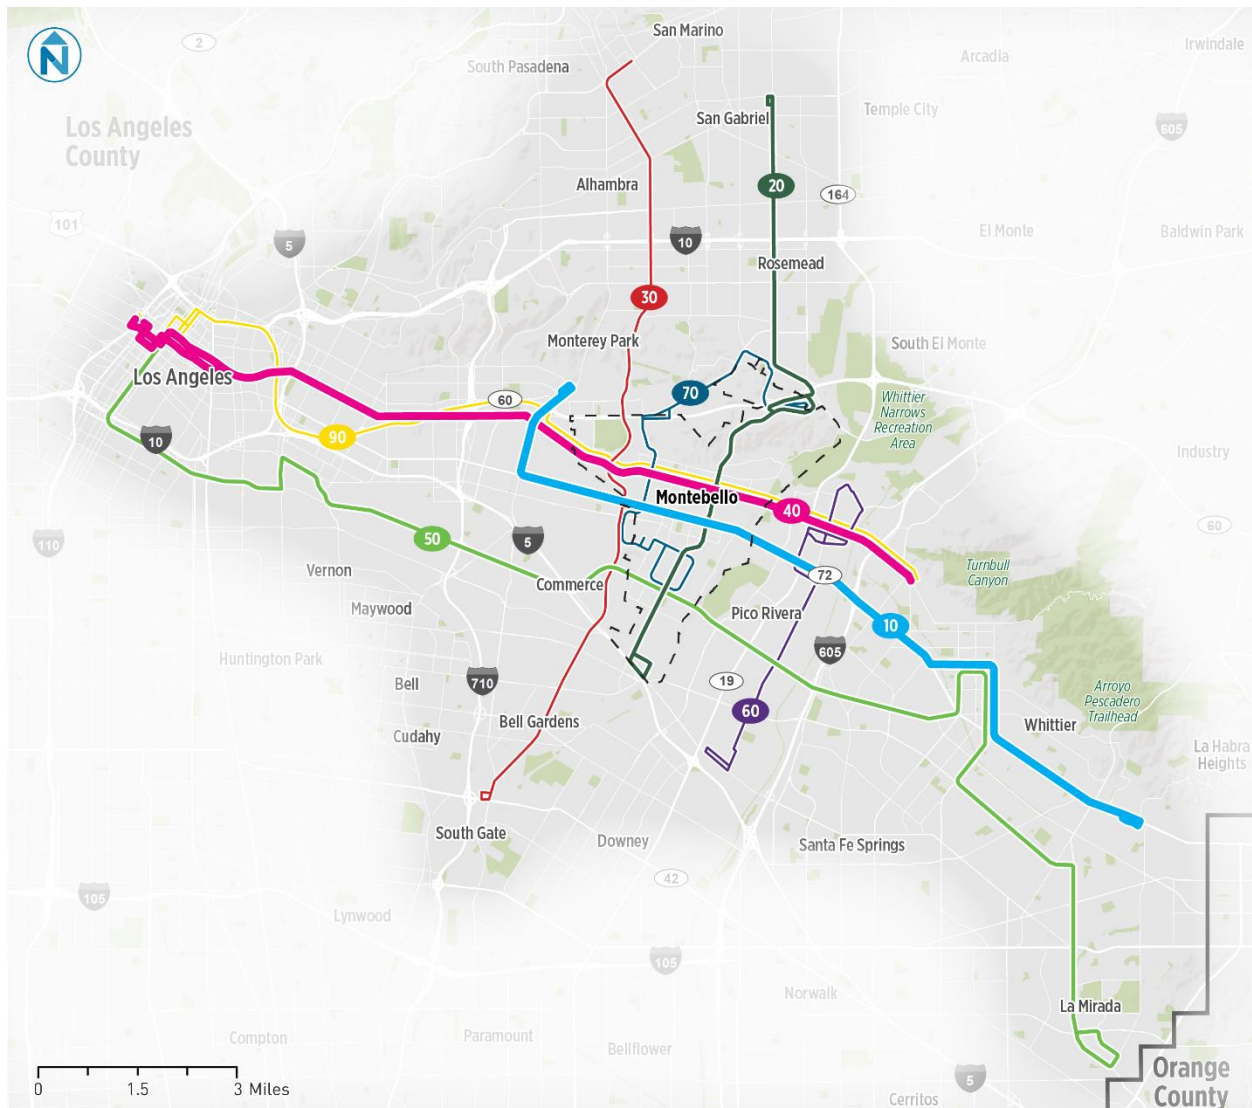 San Marino
N
2
South Pasadena
Arcadia
Irwindale
Los Angeles
County
San Gabriel
Temple City
605
Alhambra
20
164
101
5
10
El Monte
Baldwin Park
Rosemead
30
Monterey Park
South El Monte
Los Angeles
60
70
Whittier
Narrows
Recreation
Area
10
90
Industry
Montebello
40
60
110
50
5
Turnbull
Canyon
Vernon
Commerce
72
Maywood
Pico Rivera
10
Huntington Park
605
Bell
710
19
Arroyo
Pescadero
Trailhead
Bell Gardens
60
Whittier
Cudahy
La Habra
Heights
South Gate
Downey
Santa Fe Springs
42
105
Lynwood
105
Norwalk
La Mirada
Compton
Paramount
Bellflower
0
1.5
3 Miles
5
Orange
County
Cerritos